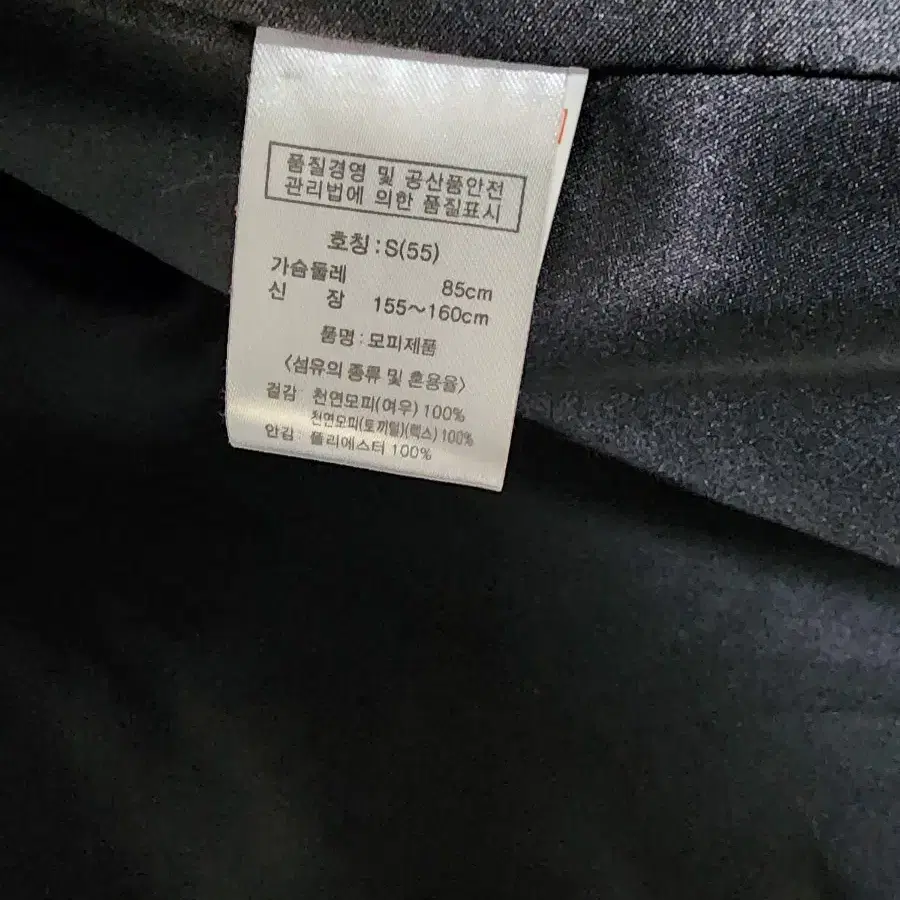 품질경영 및 공산품안전
관리법에 의한 품질표시
호칭 : S(55)
가슴둘레 85cm
신 장 155~160cm
품명 : 모피제품
<섬유의 종류 및 혼용율>
겉감 : 천연모피(여우) 100%
천연모피(토끼털)(렉스) 100%
안감 : 폴리에스터 100%